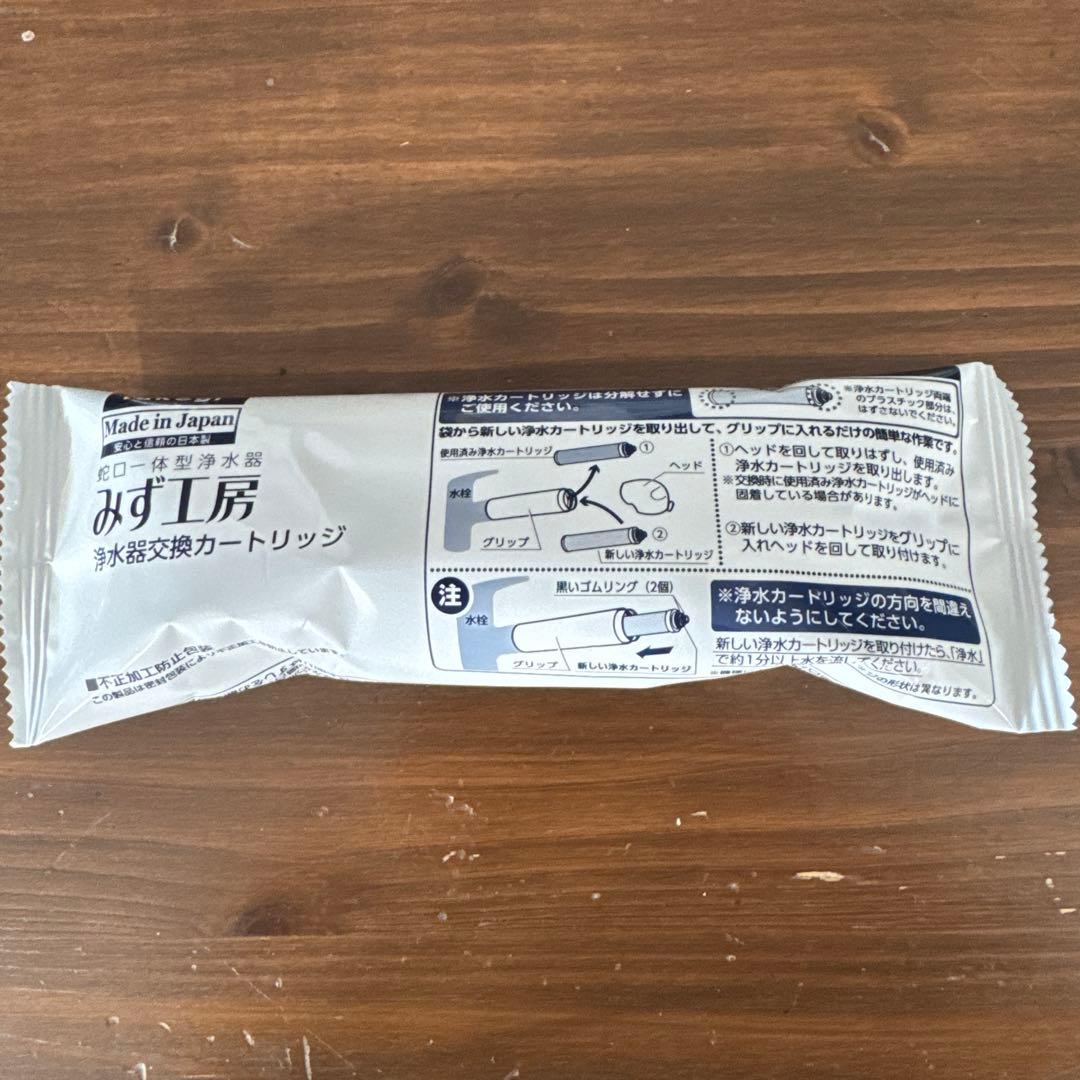 Made in Japan
安心と信頼の日本製
蛇口一体型浄水器
みず工房
浄水器交換カートリッジ
■不正加工防止包装
※浄水カートリッジは分解せずに
ご使用ください。
※浄水カートリッジ両端
のプラスチック部分は、
はずさないでください。
袋から新しい浄水カートリッジを取り出して、グリップに入れるだけの簡単な作業です。
使用済み浄水カートリッジ
①
ヘッド
水栓
グリップ
②
新しい浄水カートリッジ
①ヘッドを回して取りはずし、使用済み
浄水カートリッジを取り出します。
※交換時に使用済み浄水カートリッジがヘッドに
固着している場合があります。
②新しい浄水カートリッジをグリップに
入れヘッドを回して取り付けます。
注
黒いゴムリング（2個）
水栓
グリップ
新しい浄水カートリッジ
※浄水カードリッジの方向を間違え
ないようにしてください。
新しい浄水カートリッジを取り付けたら、「浄水」
で約1分以上水を流してください。
の形状は異なります。